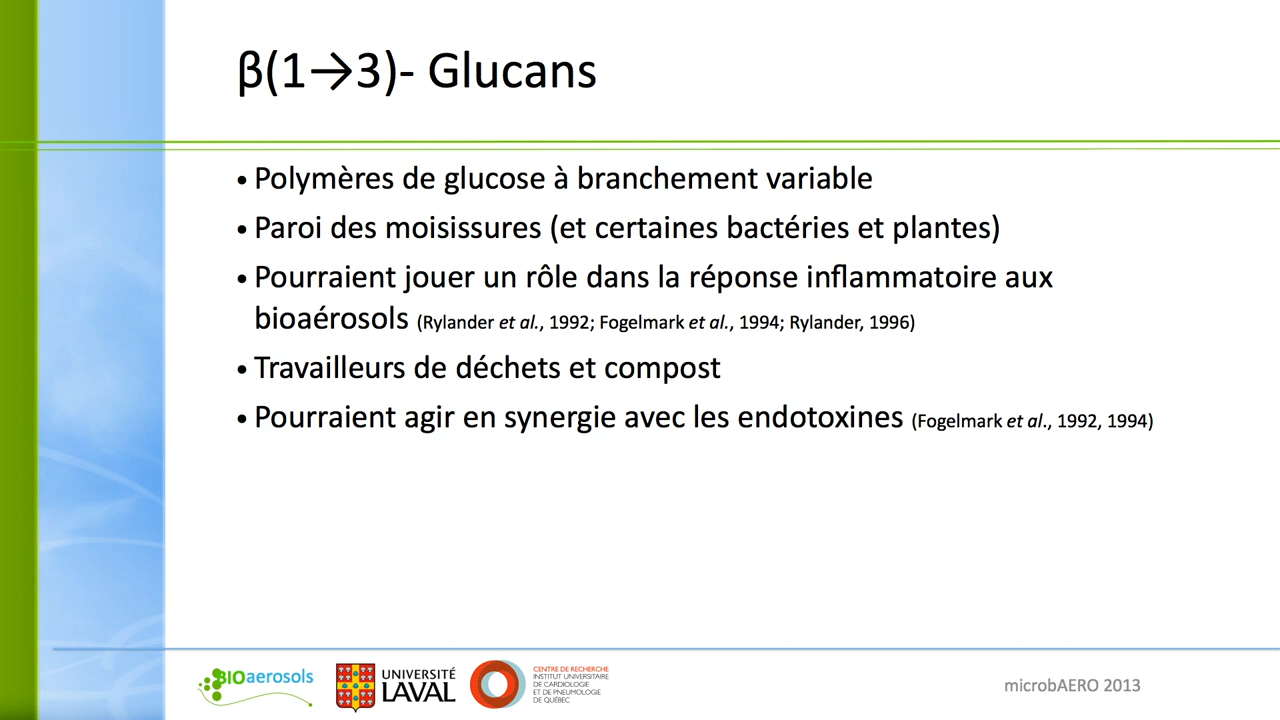 β(1→3)- Glucans
• Polymères de glucose à branchement variable
• Paroi des moisissures (et certaines bactéries et plantes)
• Pourraient jouer un rôle dans la réponse inflammatoire aux
bioaérosols (Rylander et al., 1992; Fogelmark et al., 1994; Rylander, 1996)
• Travailleurs de déchets et compost
• Pourraient agir en synergie avec les endotoxines (Fogelmark et al., 1992, 1994)
BIOaerosols
UNIVERSITÉ
LAVAL
CENTRE DE RECHERCHE
INSTITUT UNIVERSITAIRE
DE CARDIOLOGIE
ET DE PNEUMOLOGIE
DE QUÉBEC
microbAERO 2013